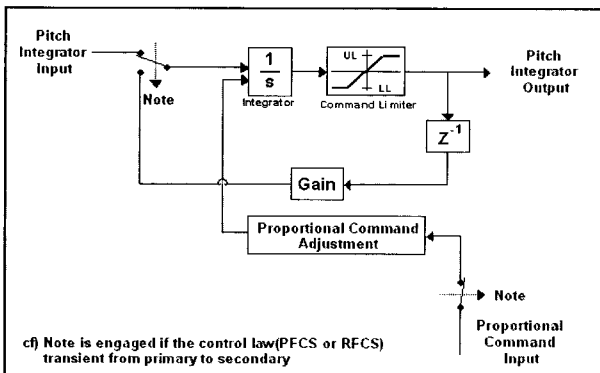 Pitch
Integrator
Input
Note
1
s
Integrator
UL
LL
Command Limiter
Pitch
Integrator
Output
Z-1
Gain
Proportional Command
Adjustment
Note
Proportional
Command
Input
cf) Note is engaged if the control law(PFCS or RFCS)
transient from primary to secondary